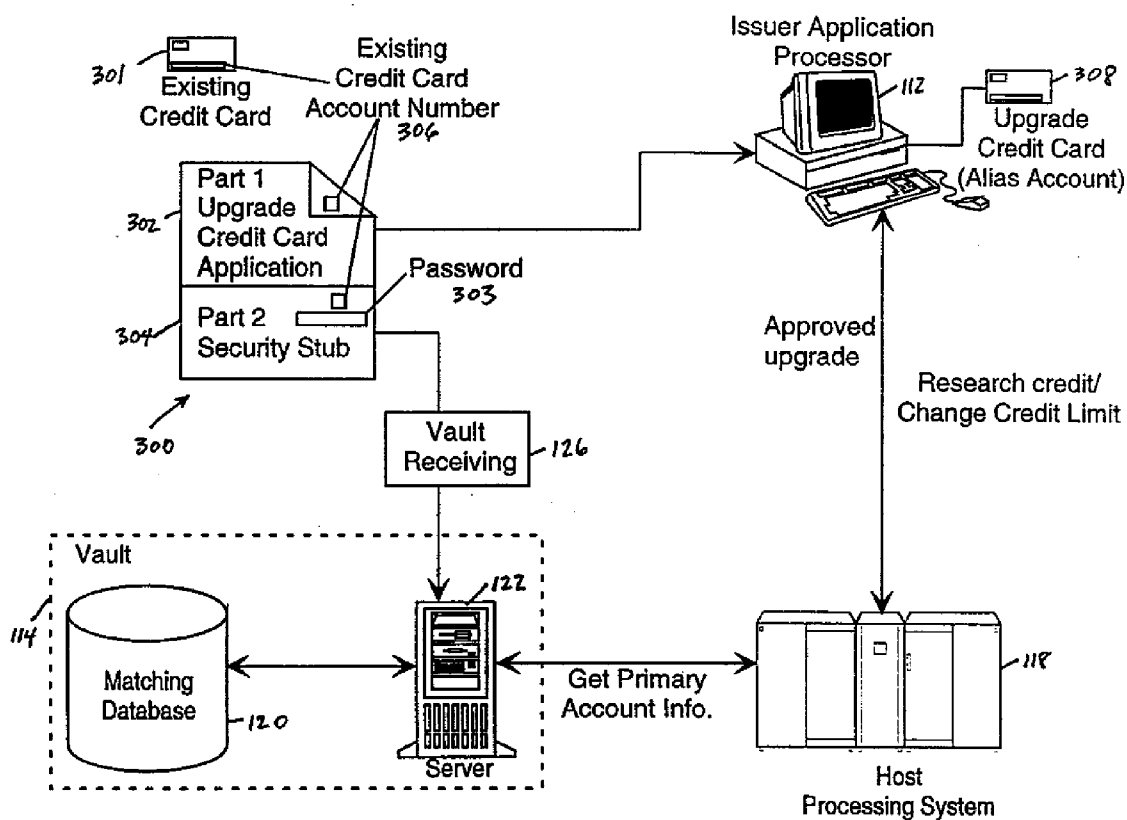 301
Existing
Credit Card
Existing
Credit Card
Account Number
306
Issuer Application
Processor
112
308
Upgrade
Credit Card
(Alias Account)
Part 1
Upgrade
Credit Card
Application
302
Password
303
Part 2
Security Stub
304
300
Approved
upgrade
Research credit/
Change Credit Limit
Vault
Receiving
126
Vault
114
122
Matching
Database
120
Server
Get Primary
Account Info.
118
Host
Processing System